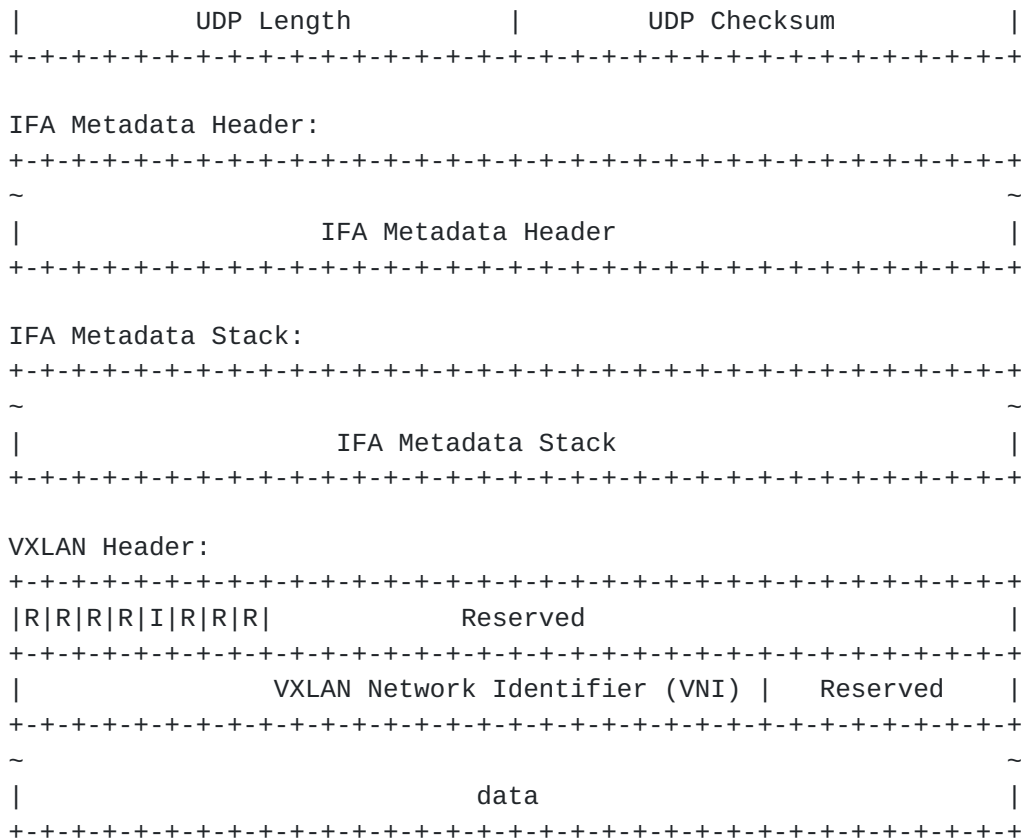 |           UDP Length          |        UDP Checksum           |
+-+-+-+-+-+-+-+-+-+-+-+-+-+-+-+-+-+-+-+-+-+-+-+-+-+-+-+-+-+-+-+-+
IFA Metadata Header:
+-+-+-+-+-+-+-+-+-+-+-+-+-+-+-+-+-+-+-+-+-+-+-+-+-+-+-+-+-+-+-+-+
~                                                               ~
|                   IFA Metadata Header                         |
+-+-+-+-+-+-+-+-+-+-+-+-+-+-+-+-+-+-+-+-+-+-+-+-+-+-+-+-+-+-+-+-+
IFA Metadata Stack:
+-+-+-+-+-+-+-+-+-+-+-+-+-+-+-+-+-+-+-+-+-+-+-+-+-+-+-+-+-+-+-+-+
~                                                               ~
|                    IFA Metadata Stack                         |
+-+-+-+-+-+-+-+-+-+-+-+-+-+-+-+-+-+-+-+-+-+-+-+-+-+-+-+-+-+-+-+-+
VXLAN Header:
+-+-+-+-+-+-+-+-+-+-+-+-+-+-+-+-+-+-+-+-+-+-+-+-+-+-+-+-+-+-+-+-+
|R|R|R|R|I|R|R|R|            Reserved                           |
+-+-+-+-+-+-+-+-+-+-+-+-+-+-+-+-+-+-+-+-+-+-+-+-+-+-+-+-+-+-+-+-+
|                VXLAN Network Identifier (VNI) |   Reserved    |
+-+-+-+-+-+-+-+-+-+-+-+-+-+-+-+-+-+-+-+-+-+-+-+-+-+-+-+-+-+-+-+-+
~                                                               ~
|                             data                              |
+-+-+-+-+-+-+-+-+-+-+-+-+-+-+-+-+-+-+-+-+-+-+-+-+-+-+-+-+-+-+-+-+